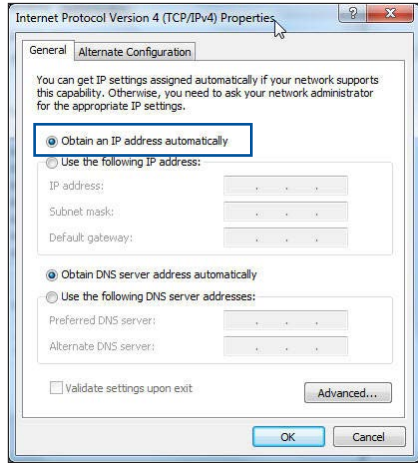 Internet Protocol Version 4 (TCP/IPv4) Properties
General
Alternate Configuration
You can get IP settings assigned automatically if your network supports
this capability. Otherwise, you need to ask your network administrator
for the appropriate IP settings.
Obtain an IP address automatically
Use the following IP address:
IP address:
Subnet mask:
Default gateway:
Obtain DNS server address automatically
Use the following DNS server addresses:
Preferred DNS server:
Alternate DNS server:
Validate settings upon exit
Advanced...
OK
Cancel